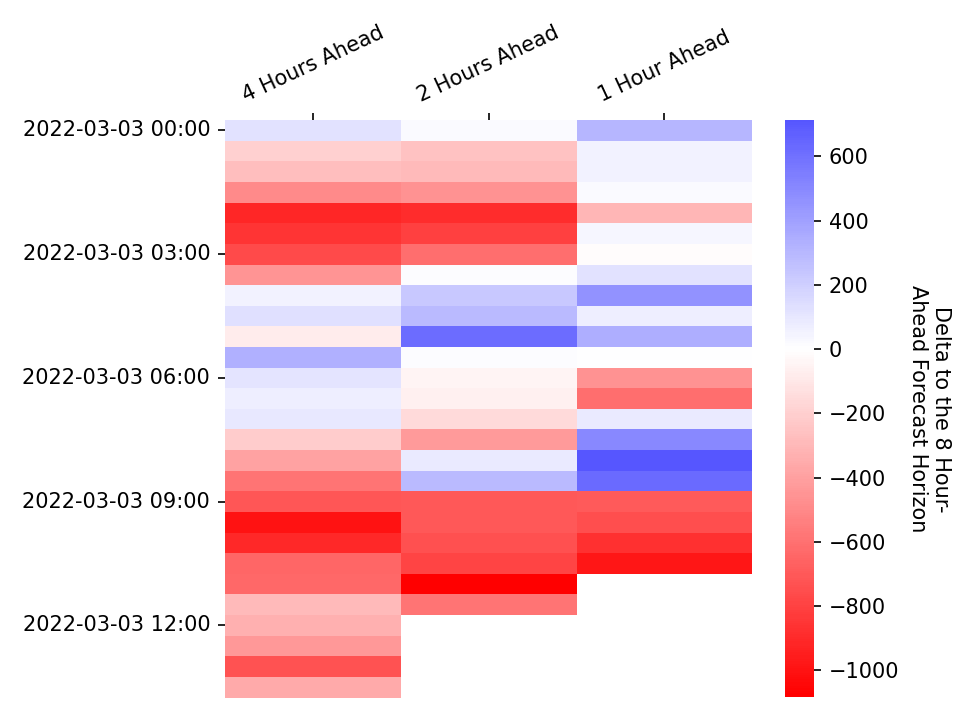 4 Hours Ahead
2 Hours Ahead
1 Hour Ahead
2022-03-03 00:00
2022-03-03 03:00
2022-03-03 06:00
2022-03-03 09:00
2022-03-03 12:00
600
400
200
0
−200
−400
−600
−800
−1000
Delta to the 8 Hour-
Ahead Forecast Horizon